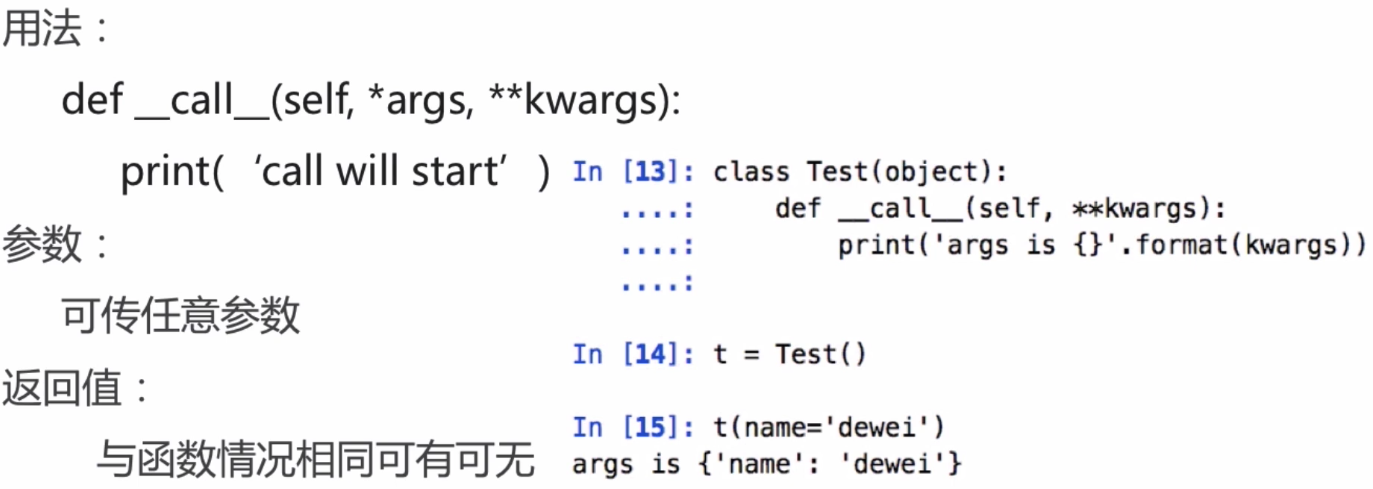 用法：
def __call__(self, *args, **kwargs):
print( ‘call will start’ )
参数：
可传任意参数
返回值：
与函数情况相同可有可无
In [13]: class Test(object):
....:     def __call__(self, **kwargs):
....:         print('args is {}'.format(kwargs))
....:
In [14]: t = Test()
In [15]: t(name='dewei')
args is {'name': 'dewei'}